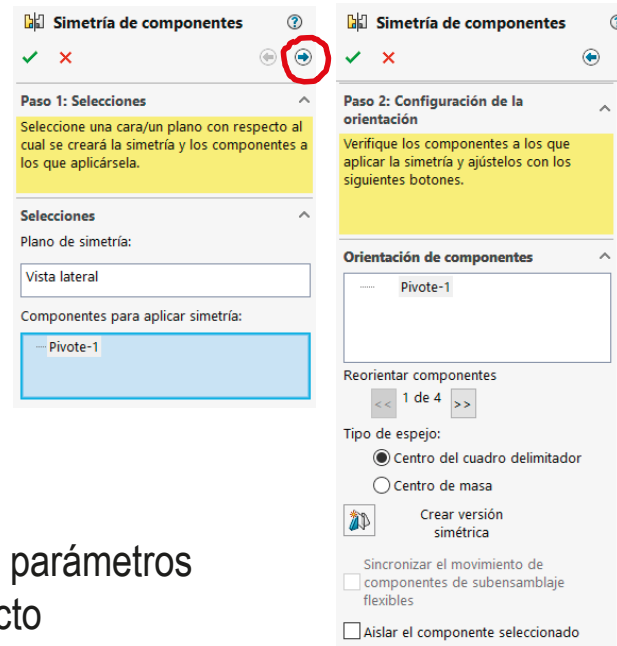 Simetría de componentes
Paso 1: Selecciones
Seleccione una cara/un plano con respecto al
cual se creará la simetría y los componentes a
los que aplicársela.
Selecciones
Plano de simetría:
Vista lateral
Componentes para aplicar simetría:
Pivote-1
Simetría de componentes
Paso 2: Configuración de la
orientación
Verifique los componentes a los que
aplicar la simetría y ajústelos con los
siguientes botones.
Orientación de componentes
Pivote-1
Reorientar componentes
<< 1 de 4 >>
Tipo de espejo:
Centro del cuadro delimitador
Centro de masa
Crear versión
simétrica
Sincronizar el movimiento de
componentes de subensamblaje
flexibles
Aislar el componente seleccionado
parámetros
cto